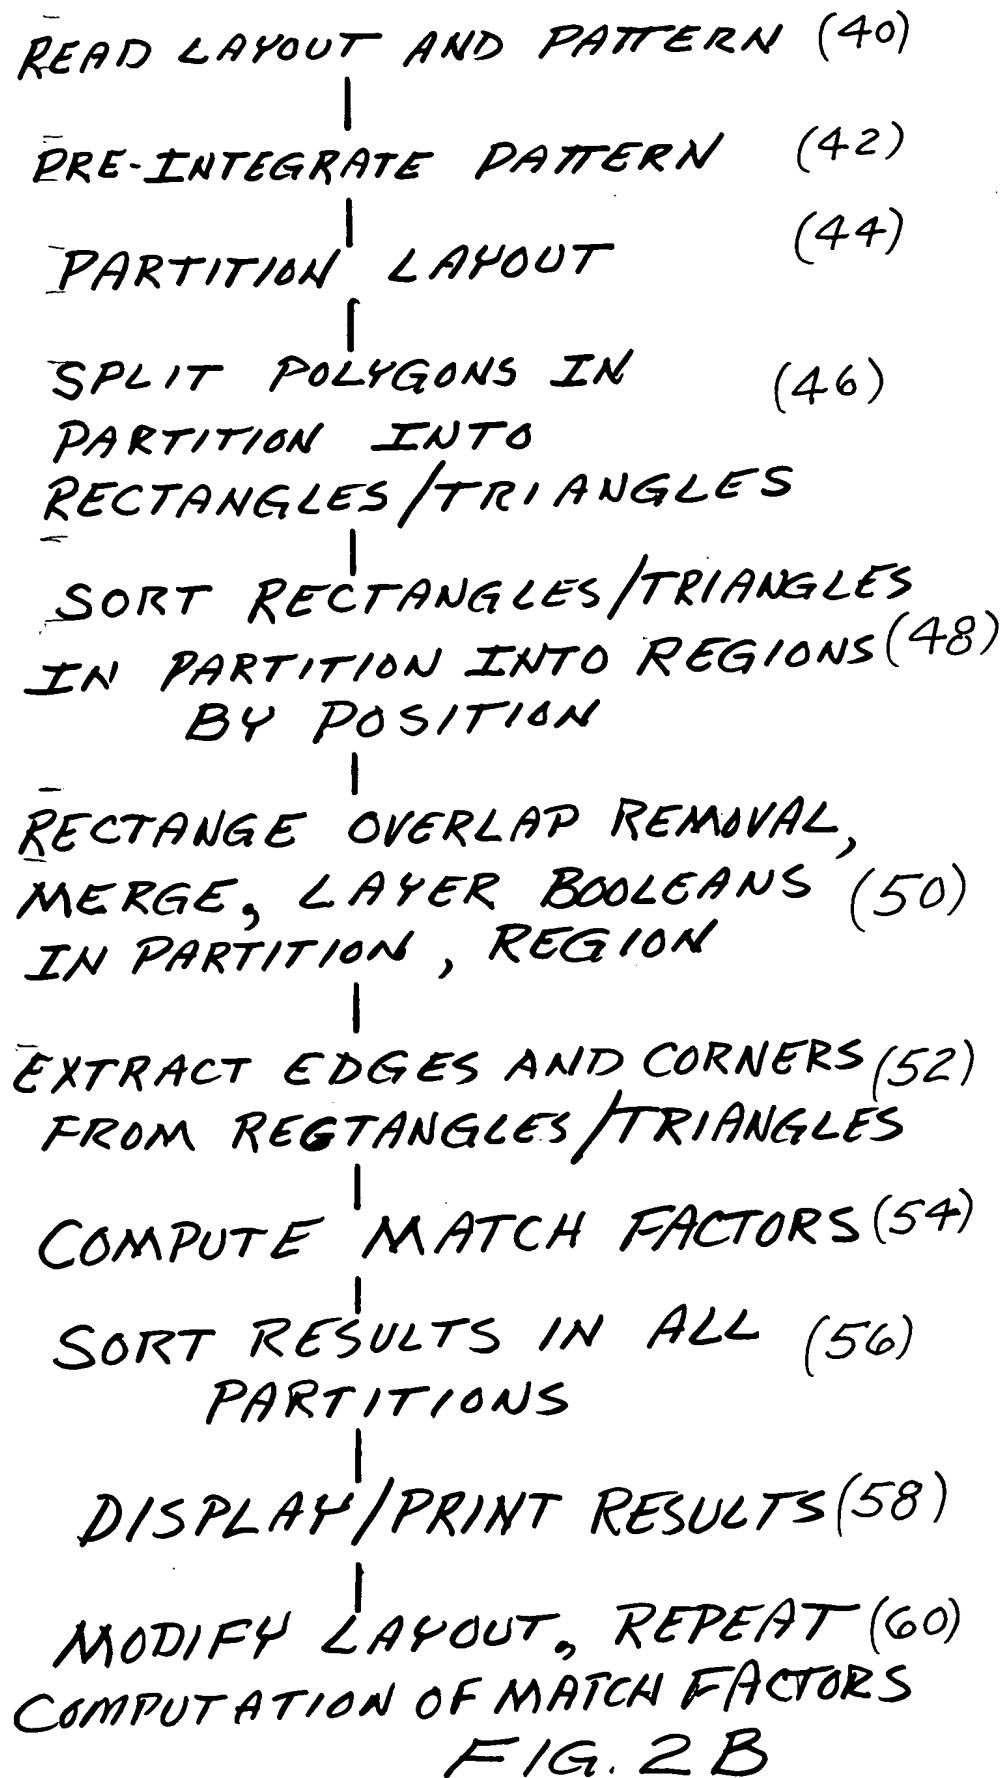 READ LAYOUT AND PATTERN (40)
PRE-INTEGRATE PATTERN (42)
PARTITION LAYOUT (44)
SPLIT POLYGONS IN (46)
PARTITION INTO
RECTANGLES/TRIANGLES
SORT RECTANGLES/TRIANGLES
IN PARTITION INTO REGIONS (48)
BY POSITION
RECTANGE OVERLAP REMOVAL,
MERGE, LAYER BOOLEANS (50)
IN PARTITION, REGION
EXTRACT EDGES AND CORNERS (52)
FROM REGTANGLES/TRIANGLES
COMPUTE MATCH FACTORS (54)
SORT RESULTS IN ALL (56)
PARTITIONS
DISPLAY/PRINT RESULTS (58)
MODIFY LAYOUT, REPEAT (60)
COMPUTATION OF MATCH FACTORS
FIG. 2B